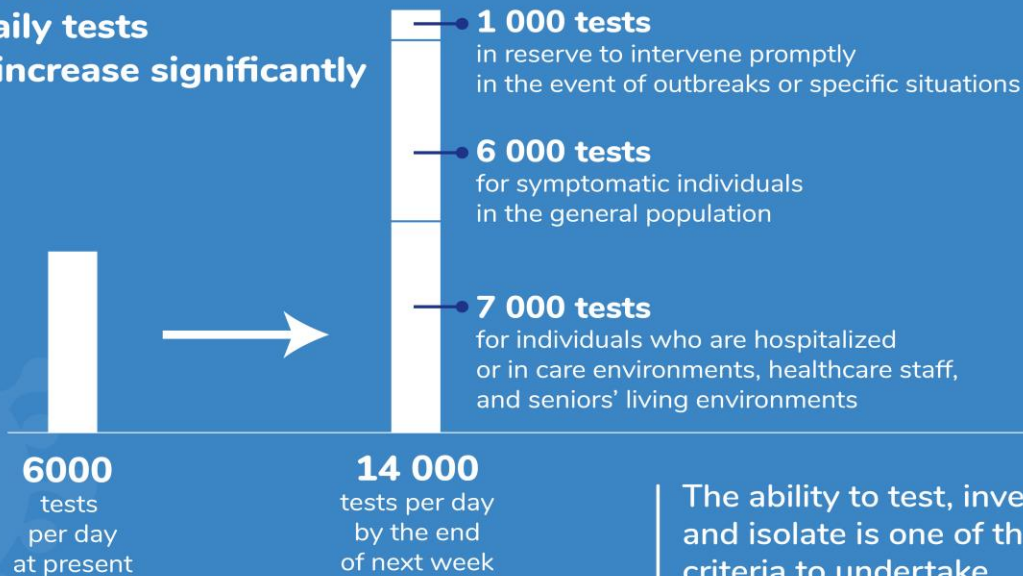 aily tests
increase significantly
1 000 tests
in reserve to intervene promptly
in the event of outbreaks or specific situations
6 000 tests
for symptomatic individuals
in the general population
7 000 tests
for individuals who are hospitalized
or in care environments, healthcare staff,
and seniors’ living environments
6000
tests
per day
at present
14 000
tests per day
by the end
of next week
The ability to test, inve
and isolate is one of th
criteria to undertake